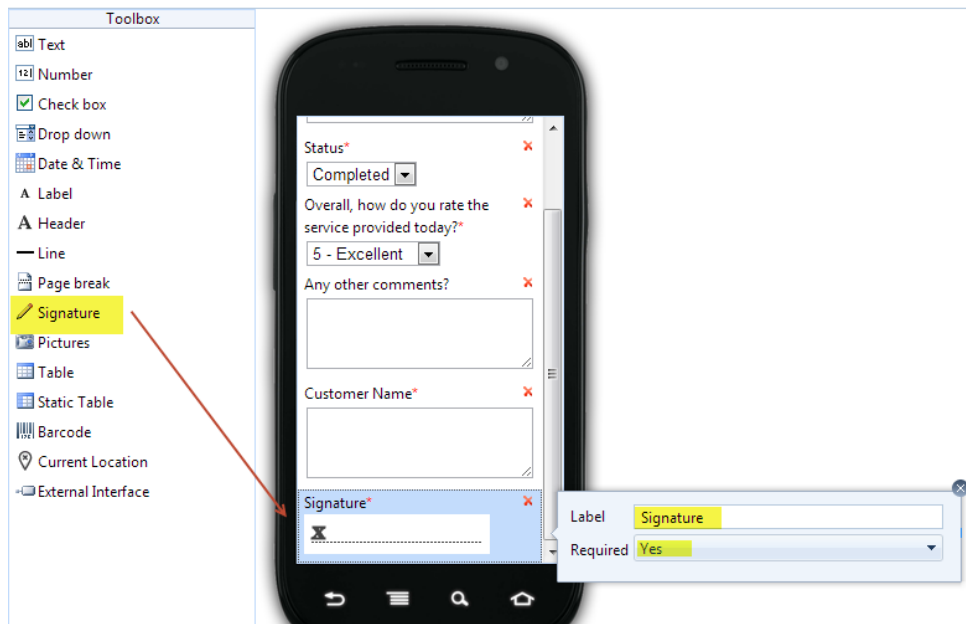 Toolbox
Text
Number
Check box
Drop down
Date & Time
Label
Header
Line
Page break
Signature
Pictures
Table
Static Table
Barcode
Current Location
External Interface
Status*
Completed
Overall, how do you rate the
service provided today?*
5 - Excellent
Any other comments?
Customer Name*
Signature*
X
Label Signature
Required Yes